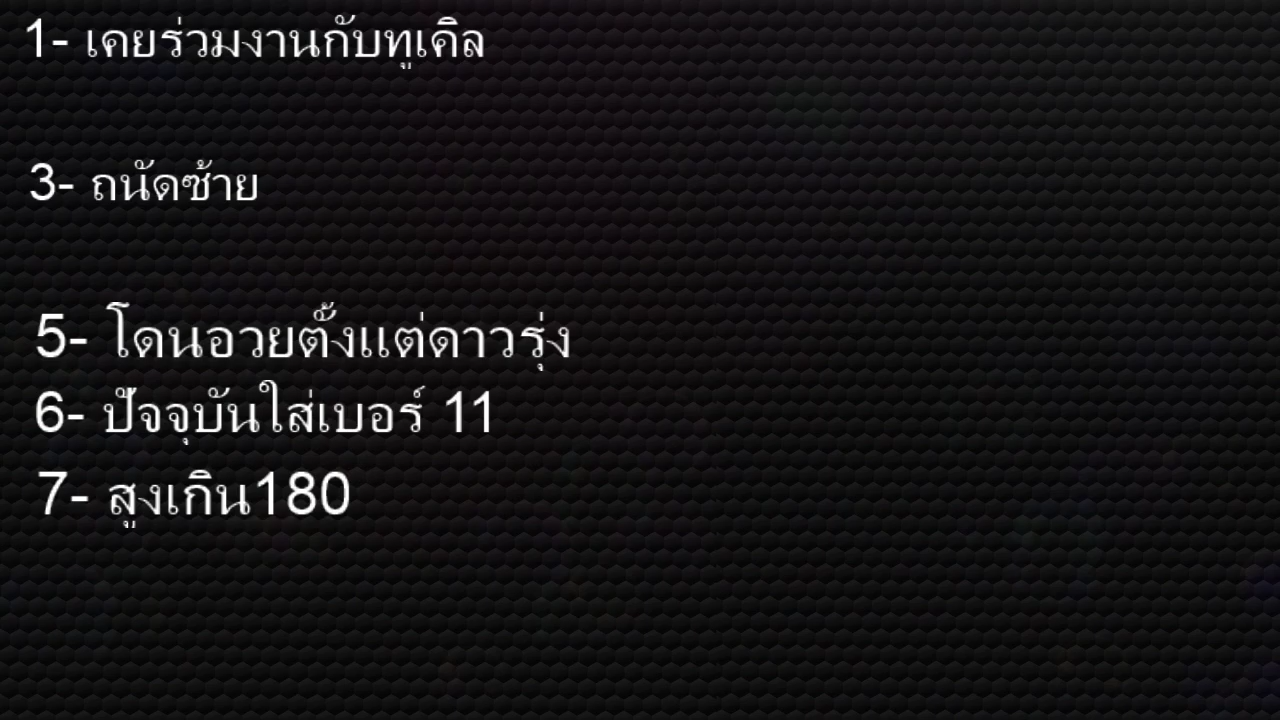 1- เคยร่วมงานกับทูเคิล
3- ถนัดซ้าย
5- โดนอวยตั้งแต่ดาวรุ่ง
6- ปัจจุบันใส่เบอร์ 11
7- สูงเกิน180